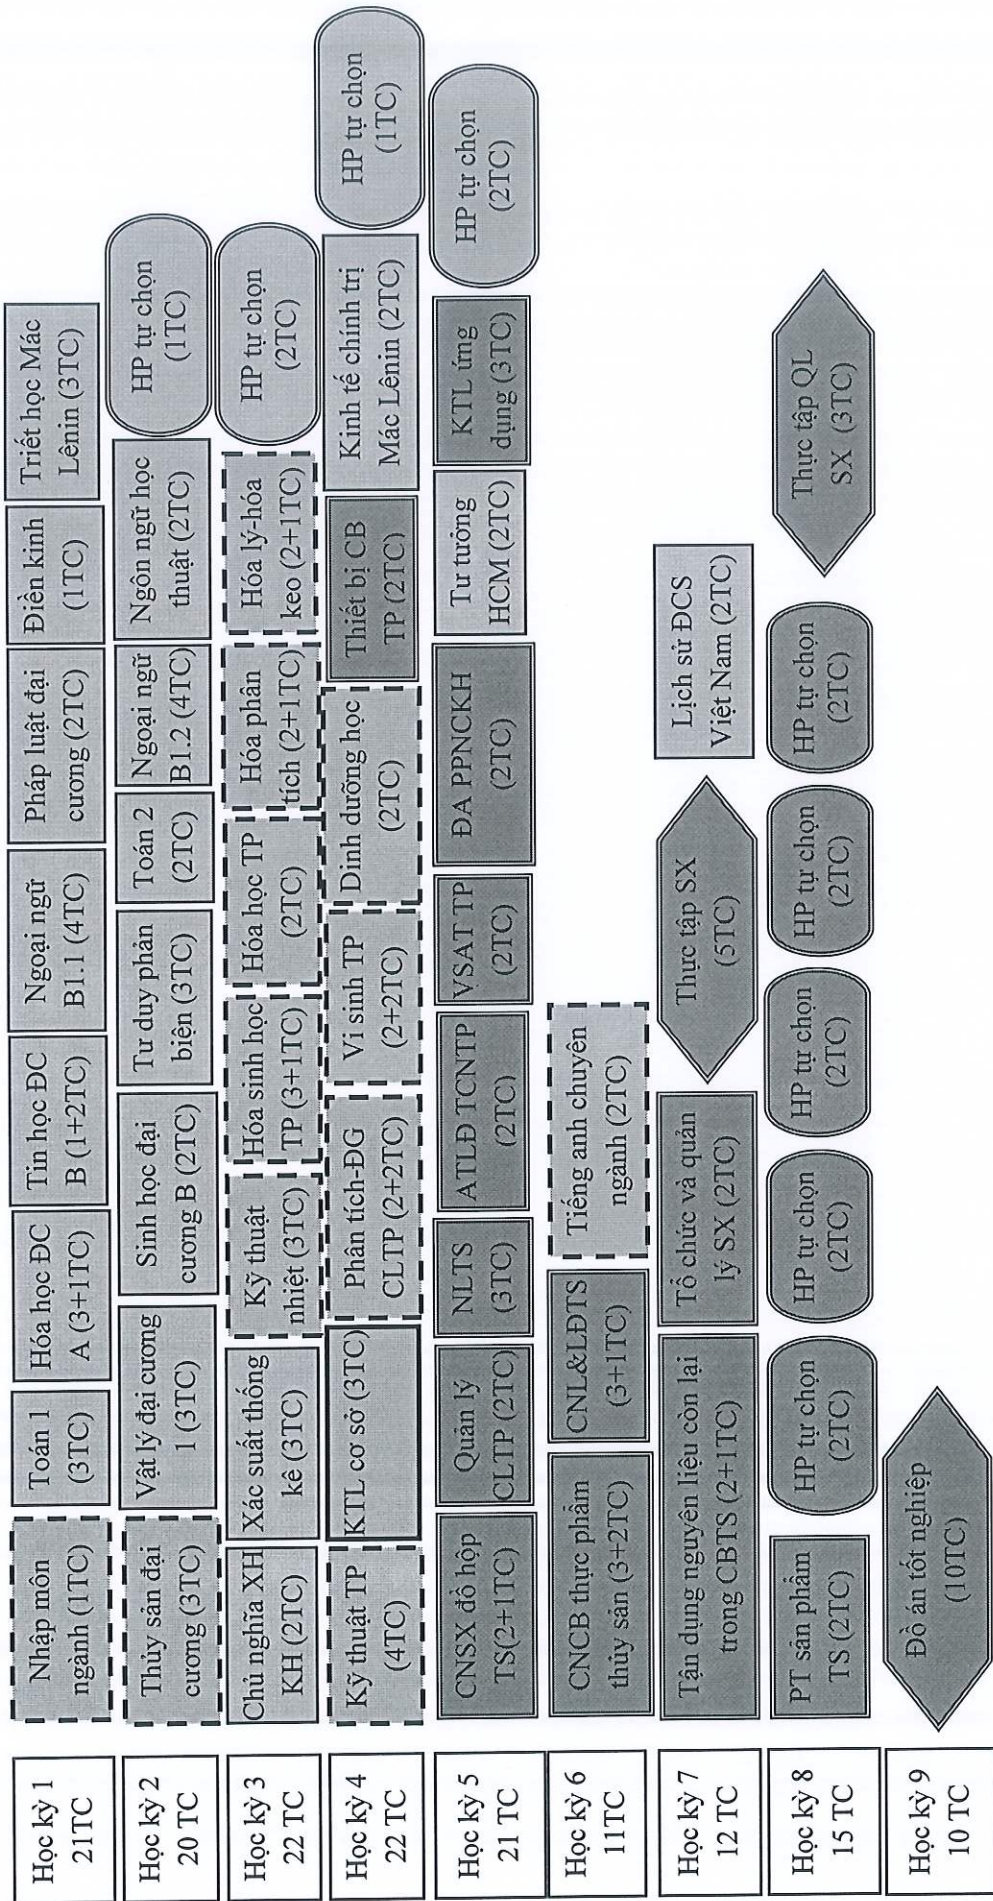 Học kỳ 1
21TC
Nhập môn
ngành (1TC)
Toán 1
(3TC)
Hóa học ĐC
A (3+1TC)
Tin học ĐC
B (1+2TC)
Ngoại ngữ
B1.1 (4TC)
Pháp luật đại
cương (2TC)
Điền kinh
(1TC)
Triết học Mác
Lênin (3TC)
Học kỳ 2
20 TC
Thủy sản đại
cương (3TC)
Vật lý đại cương
1 (3TC)
Sinh học đại
cương B (2TC)
Tư duy phản
biện (3TC)
Toán 2
(2TC)
Ngoại ngữ
B1.2 (4TC)
Ngôn ngữ học
thuật (2TC)
HP tự chọn
(1TC)
Học kỳ 3
22 TC
Chủ nghĩa XH
KH (2TC)
Xác suất thống
kê (3TC)
Kỹ thuật
nhiệt (3TC)
Hóa sinh học
TP (3+1TC)
Hóa học TP
(2TC)
Hóa phân
tích (2+1TC)
Hóa lý-hóa
keo (2+1TC)
HP tự chọn
(2TC)
Học kỳ 4
22 TC
Kỹ thuật TP
(4TC)
KTL cơ sở (3TC)
Phân tích-ĐG
CLTP (2+2TC)
Vi sinh TP
(2+2TC)
Dinh dưỡng học
(2TC)
Thiết bị CB
TP (2TC)
Kinh tế chính trị
Mác Lênin (2TC)
HP tự chọn
(1TC)
Học kỳ 5
21 TC
CNSX đồ hộp
TS(2+1TC)
Quản lý
CLTP (2TC)
NLTS
(3TC)
ATLĐ TCNTP
(2TC)
VSAT TP
(2TC)
ĐA PPNCKH
(2TC)
Tư tưởng
HCM (2TC)
KTL ứng
dụng (3TC)
HP tự chọn
(2TC)
Học kỳ 6
11TC
CNCB thực phẩm
thủy sản (3+2TC)
CNL&LĐTS
(3+1TC)
Tiếng anh chuyên
ngành (2TC)
Học kỳ 7
12 TC
Tận dụng nguyên liệu còn lại
trong CBTS (2+1TC)
Tổ chức và quản
lý SX (2TC)
Thực tập SX
(5TC)
Lịch sử ĐCS
Việt Nam (2TC)
Học kỳ 8
15 TC
PT sản phẩm
TS (2TC)
HP tự chọn
(2TC)
HP tự chọn
(2TC)
HP tự chọn
(2TC)
HP tự chọn
(2TC)
HP tự chọn
(2TC)
Thực tập QL
SX (3TC)
Học kỳ 9
10 TC
Đồ án tốt nghiệp
(10TC)